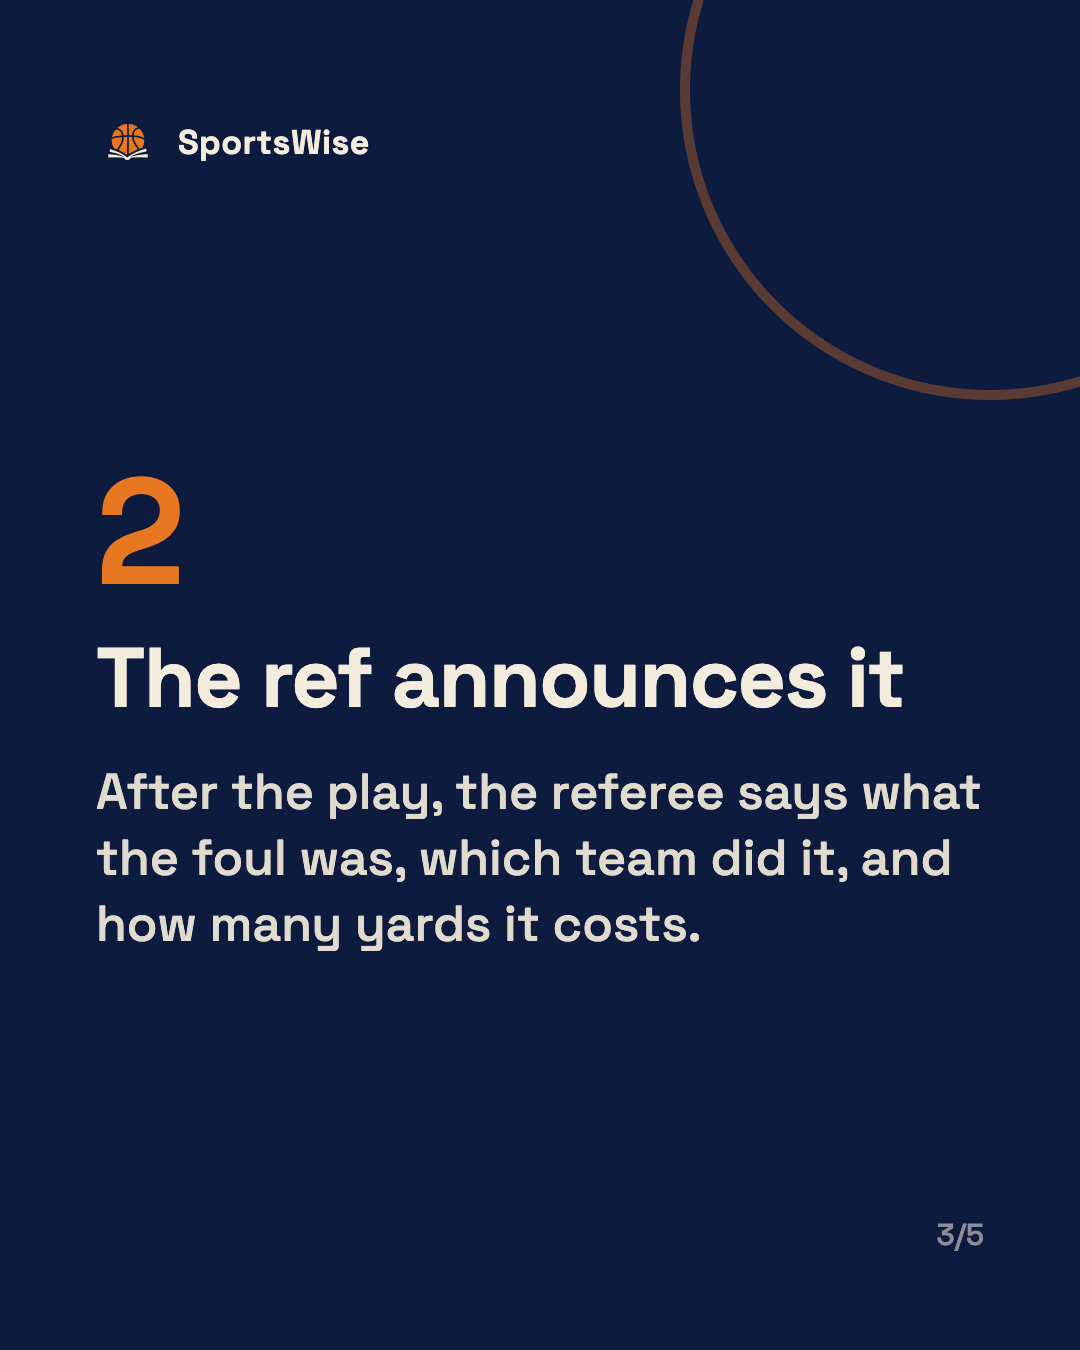 SportsWise
2
The ref announces it
After the play, the referee says what
the foul was, which team did it, and
how many yards it costs.
3/5